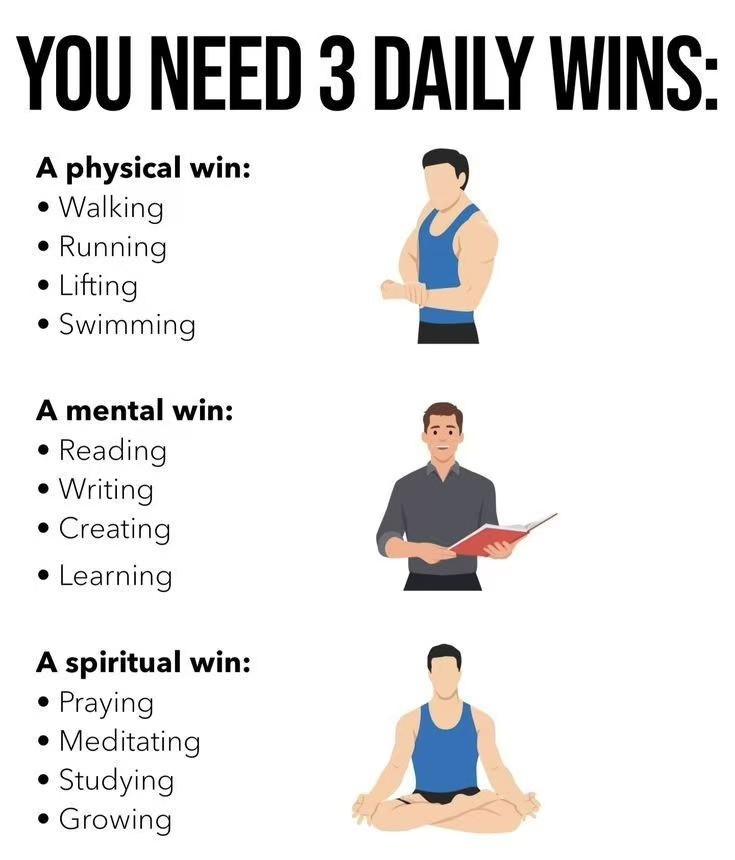 YOU NEED 3 DAILY WINS:
A physical win:
• Walking
• Running
• Lifting
• Swimming
A mental win:
• Reading
• Writing
• Creating
• Learning
A spiritual win:
• Praying
• Meditating
• Studying
• Growing